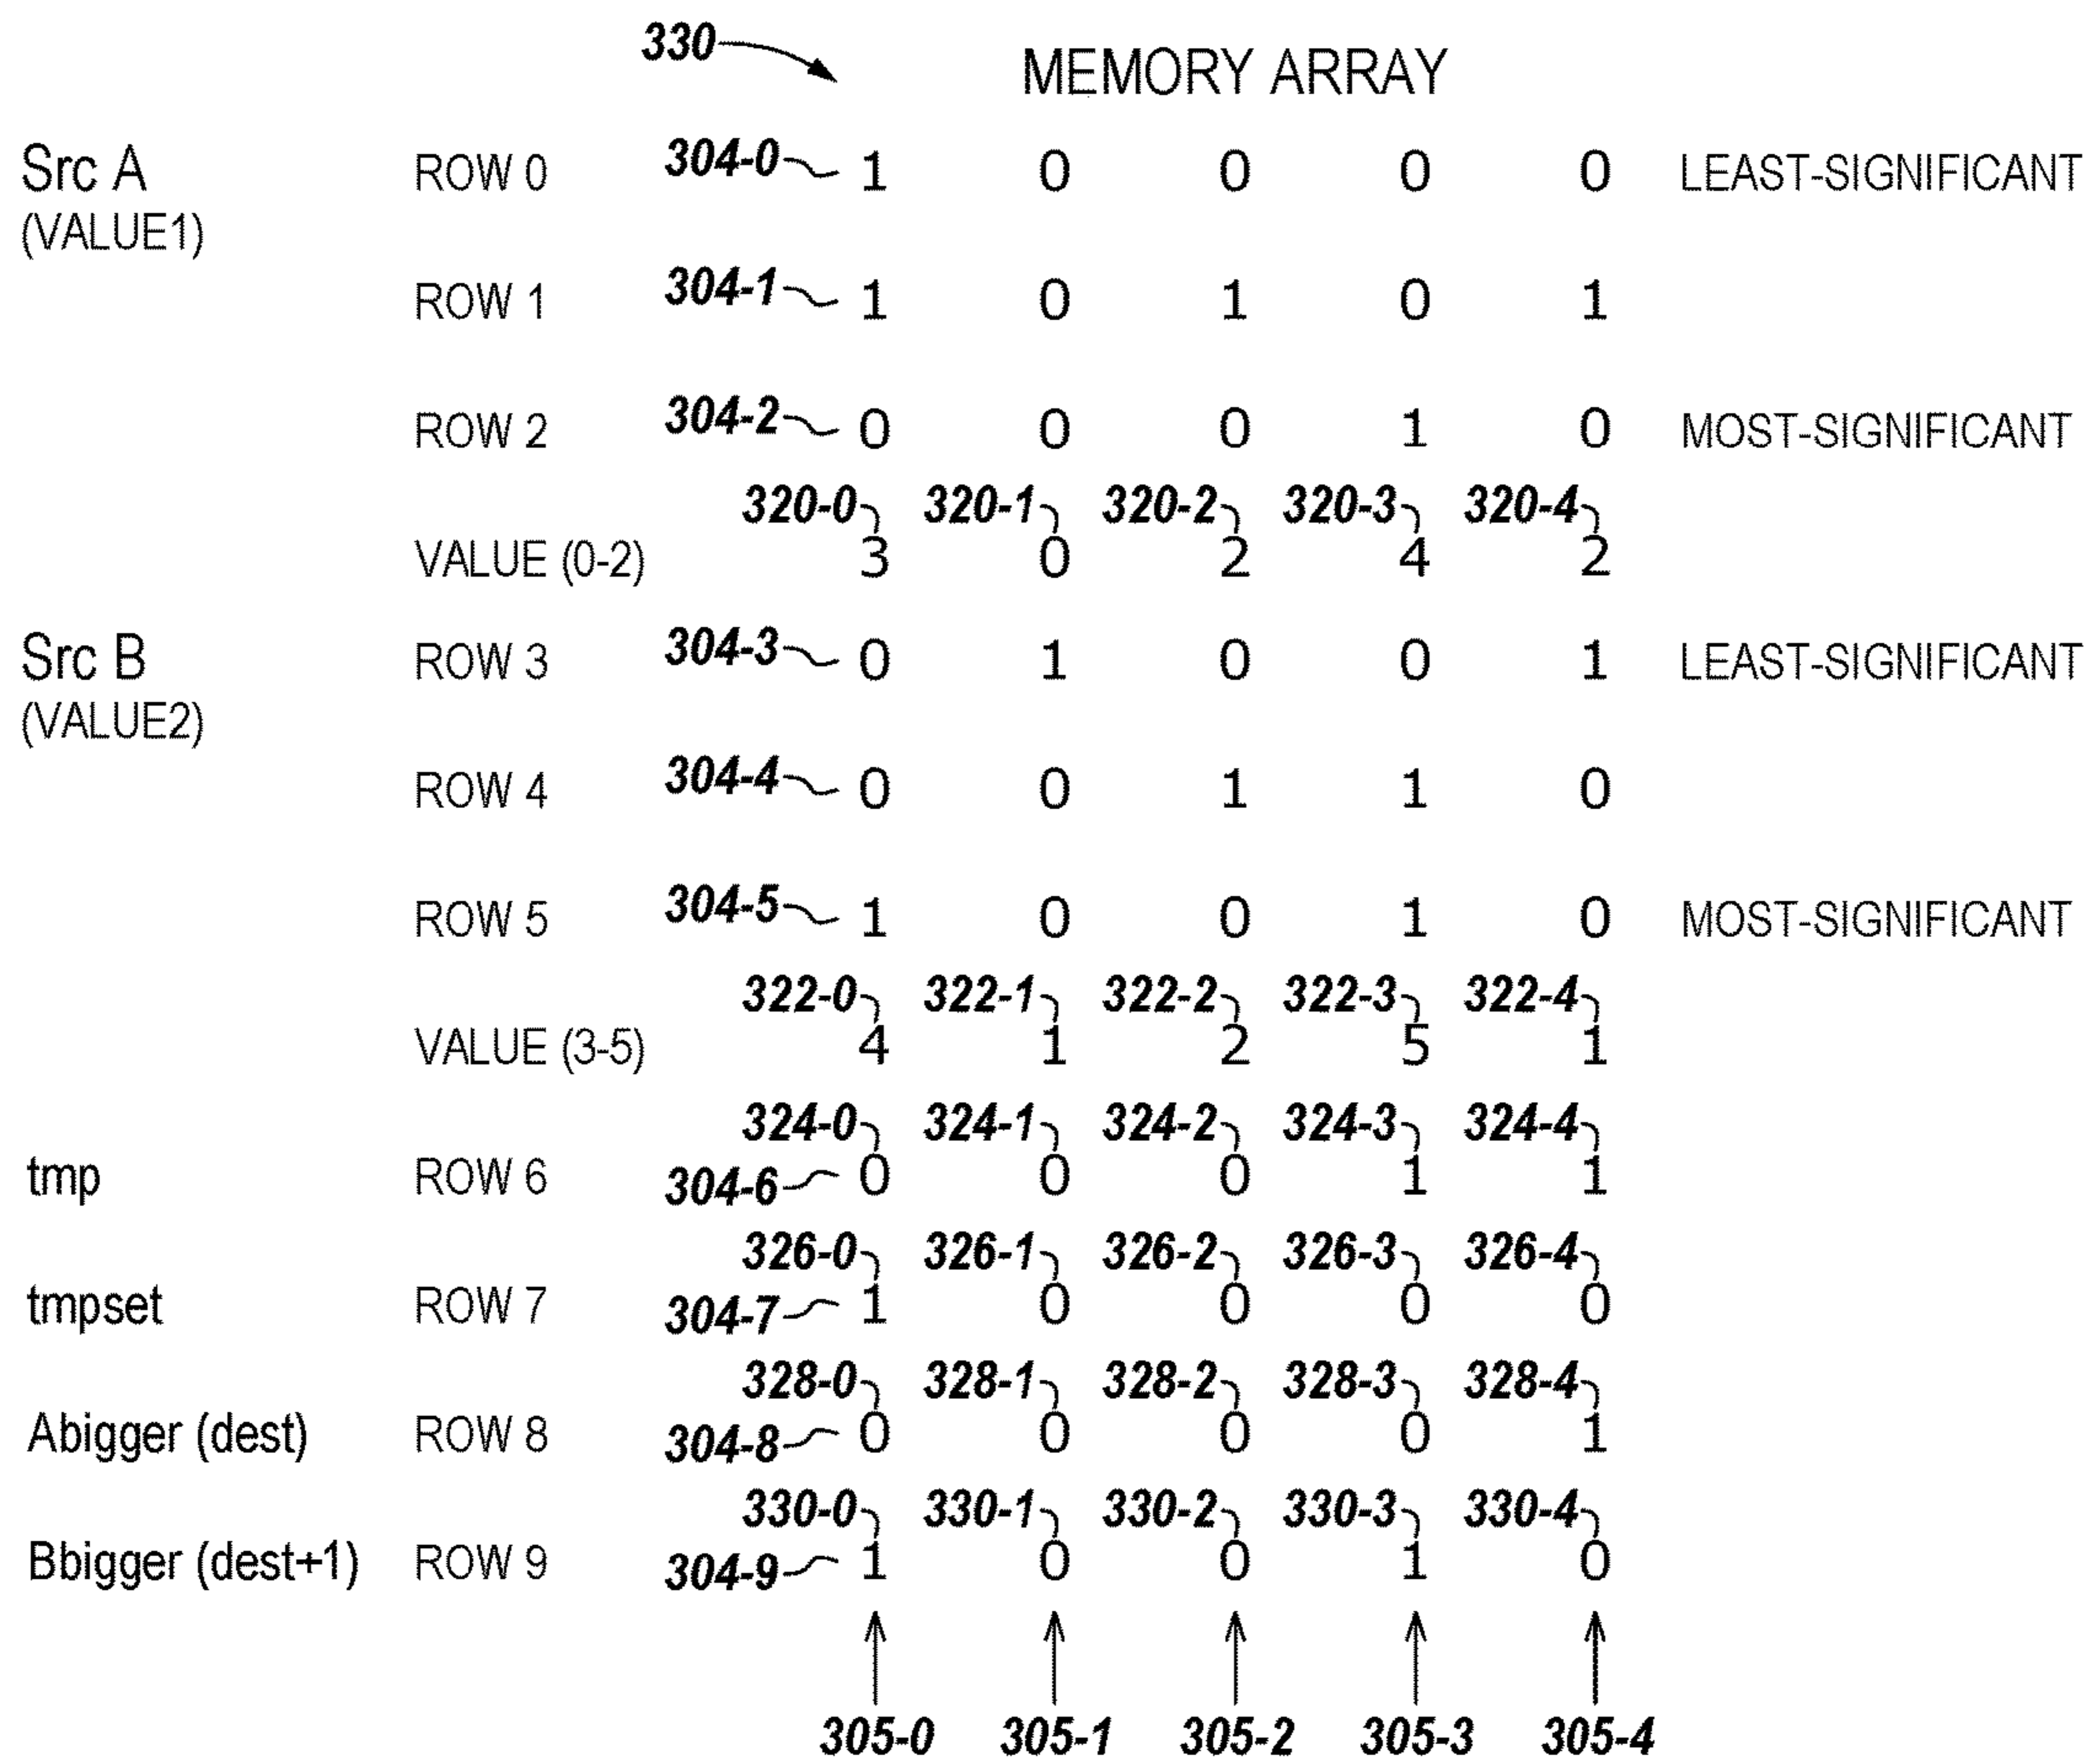 330 MEMORY ARRAY
Src A ROW 0 304-0 1 0 0 0 0 LEAST-SIGNIFICANT
(VALUE1)
ROW 1 304-1 1 0 1 0 1
ROW 2 304-2 0 0 0 1 0 MOST-SIGNIFICANT
320-0 320-1 320-2 320-3 320-4
VALUE (0-2) 3 0 2 4 2
Src B ROW 3 304-3 0 1 0 0 1 LEAST-SIGNIFICANT
(VALUE2)
ROW 4 304-4 0 0 1 1 0
ROW 5 304-5 1 0 0 1 0 MOST-SIGNIFICANT
322-0 322-1 322-2 322-3 322-4
VALUE (3-5) 4 1 2 5 1
324-0 324-1 324-2 324-3 324-4
tmp ROW 6 304-6 0 0 0 1 1
326-0 326-1 326-2 326-3 326-4
tmpset ROW 7 304-7 1 0 0 0 0
328-0 328-1 328-2 328-3 328-4
Abigger (dest) ROW 8 304-8 0 0 0 0 1
330-0 330-1 330-2 330-3 330-4
Bbigger (dest+1) ROW 9 304-9 1 0 0 1 0
305-0 305-1 305-2 305-3 305-4